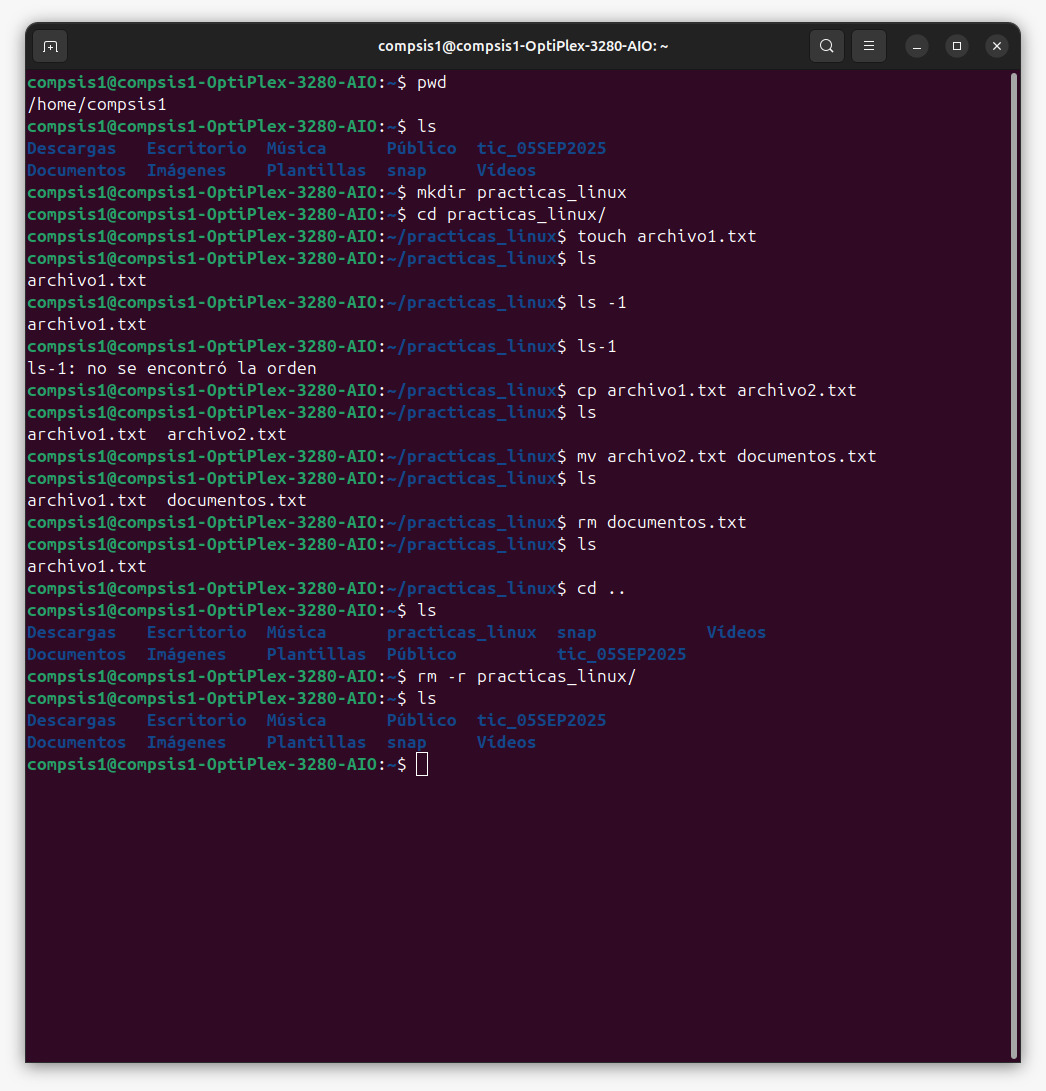 compsis1@compsis1-OptiPlex-3280-AIO: ~
compsis1@compsis1-OptiPlex-3280-AIO:~$ pwd
/home/compsis1
compsis1@compsis1-OptiPlex-3280-AIO:~$ ls
Descargas   Escritorio  Música      Público  tic_05SEP2025
Documentos  Imágenes    Plantillas  snap     Vídeos
compsis1@compsis1-OptiPlex-3280-AIO:~$ mkdir practicas_linux
compsis1@compsis1-OptiPlex-3280-AIO:~$ cd practicas_linux/
compsis1@compsis1-OptiPlex-3280-AIO:~/practicas_linux$ touch archivo1.txt
compsis1@compsis1-OptiPlex-3280-AIO:~/practicas_linux$ ls
archivo1.txt
compsis1@compsis1-OptiPlex-3280-AIO:~/practicas_linux$ ls -1
archivo1.txt
compsis1@compsis1-OptiPlex-3280-AIO:~/practicas_linux$ ls-1
ls-1: no se encontró la orden
compsis1@compsis1-OptiPlex-3280-AIO:~/practicas_linux$ cp archivo1.txt archivo2.txt
compsis1@compsis1-OptiPlex-3280-AIO:~/practicas_linux$ ls
archivo1.txt  archivo2.txt
compsis1@compsis1-OptiPlex-3280-AIO:~/practicas_linux$ mv archivo2.txt documentos.txt
compsis1@compsis1-OptiPlex-3280-AIO:~/practicas_linux$ ls
archivo1.txt  documentos.txt
compsis1@compsis1-OptiPlex-3280-AIO:~/practicas_linux$ rm documentos.txt
compsis1@compsis1-OptiPlex-3280-AIO:~/practicas_linux$ ls
archivo1.txt
compsis1@compsis1-OptiPlex-3280-AIO:~/practicas_linux$ cd ..
compsis1@compsis1-OptiPlex-3280-AIO:~$ ls
Descargas   Escritorio  Música      practicas_linux  snap           Vídeos
Documentos  Imágenes    Plantillas  Público          tic_05SEP2025
compsis1@compsis1-OptiPlex-3280-AIO:~$ rm -r practicas_linux/
compsis1@compsis1-OptiPlex-3280-AIO:~$ ls
Descargas   Escritorio  Música      Público  tic_05SEP2025
Documentos  Imágenes    Plantillas  snap     Vídeos
compsis1@compsis1-OptiPlex-3280-AIO:~$